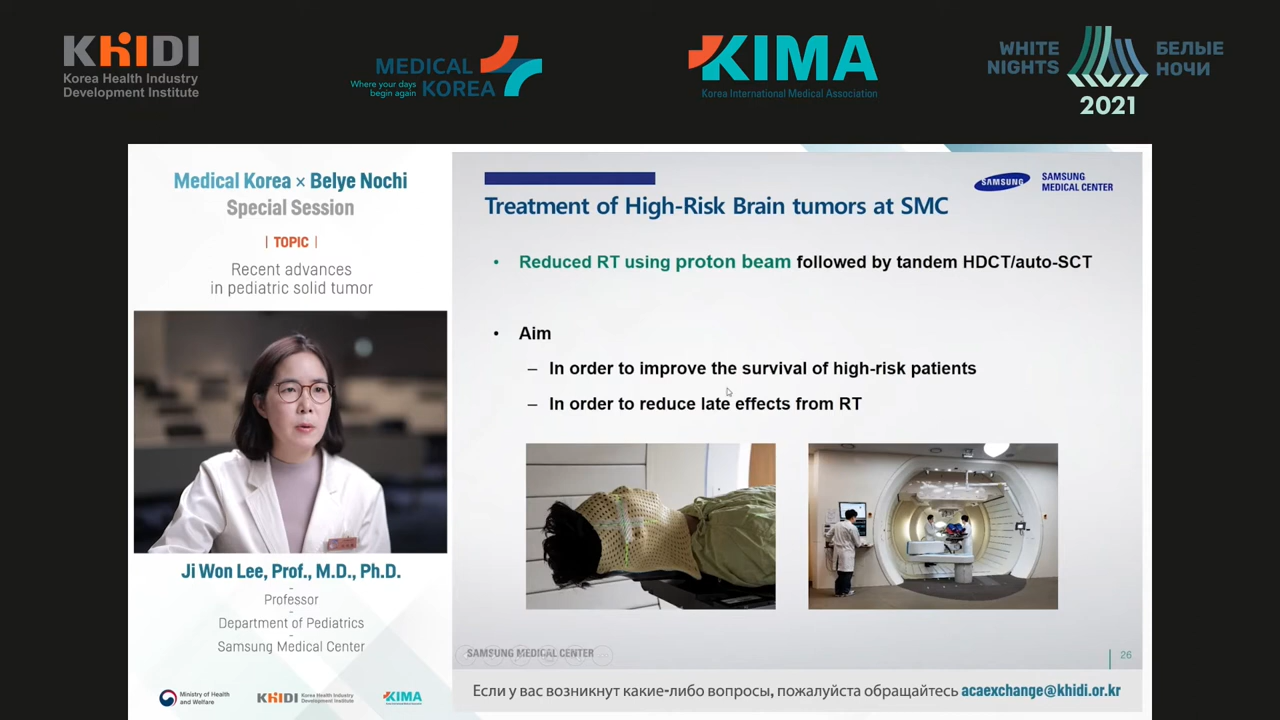 KHIDI
Korea Health Industry
Development Institute
MEDICAL
KOREA
Where your days
begin again
KIMA
Korea International Medical Association
WHITE
NIGHTS
БЕЛЫЕ
НОЧИ
2021
Medical Korea × Belye Nochi
Special Session
| TOPIC |
Recent advances
in pediatric solid tumor
Ji Won Lee, Prof., M.D., Ph.D.
Professor
-
Department of Pediatrics
-
Samsung Medical Center
Ministry of Health
and Welfare
KHIDI
Korea Health Industry
Development Institute
KIMA
SAMSUNG
SAMSUNG
MEDICAL CENTER
Treatment of High-Risk Brain tumors at SMC
• Reduced RT using proton beam followed by tandem HDCT/auto-SCT
• Aim
– In order to improve the survival of high-risk patients
– In order to reduce late effects from RT
SAMSUNG MEDICAL CENTER
26
Если у вас возникнут какие-либо вопросы, пожалуйста обращайтесь acaexchange@khidi.or.kr